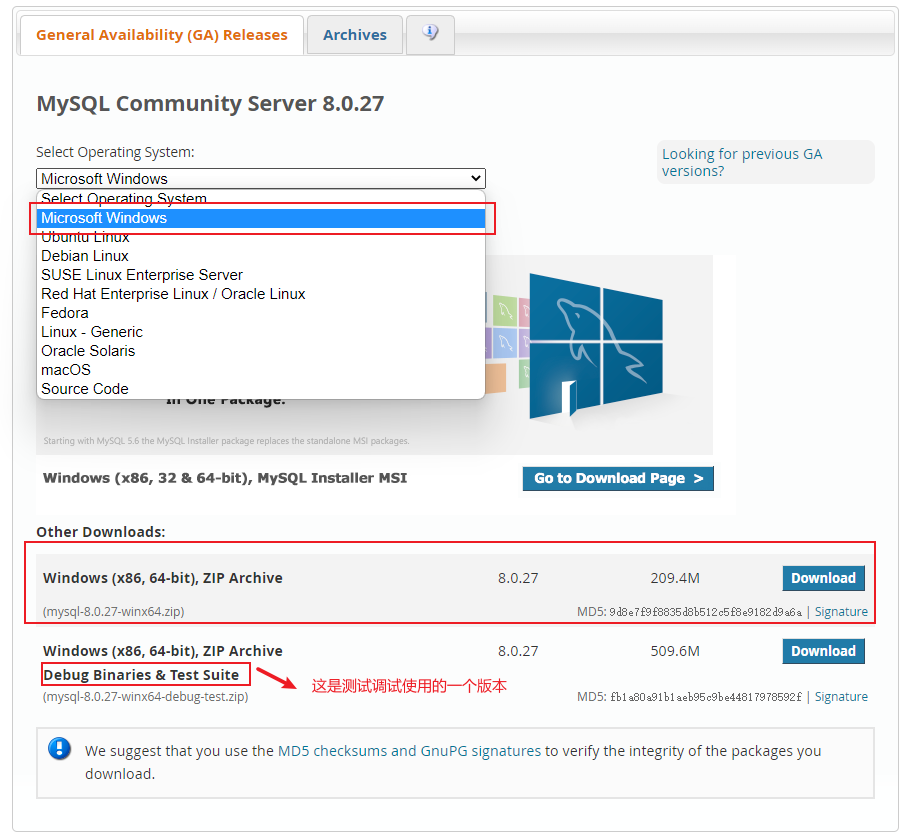 General Availability (GA) Releases
Archives
MySQL Community Server 8.0.27
Select Operating System:
Looking for previous GA
versions?
Microsoft Windows
Select Operating System
Microsoft Windows
Ubuntu Linux
Debian Linux
SUSE Linux Enterprise Server
Red Hat Enterprise Linux / Oracle Linux
Fedora
Linux - Generic
Oracle Solaris
macOS
Source Code
In One Package.
Starting with MySQL 5.6 the MySQL Installer package replaces the standalone MSI packages.
Windows (x86, 32 & 64-bit), MySQL Installer MSI
Go to Download Page >
Other Downloads:
Windows (x86, 64-bit), ZIP Archive 8.0.27 209.4M Download
(mysql-8.0.27-winx64.zip) MD5: 9d8e7f9f8835d8b512c5f8e9182d9a6a | Signature
Windows (x86, 64-bit), ZIP Archive 8.0.27 509.6M Download
Debug Binaries & Test Suite
这是测试调试使用的一个版本
(mysql-8.0.27-winx64-debug-test.zip) MD5: fb1a80a91b1aeb95c9be44817978592f | Signature
We suggest that you use the MD5 checksums and GnuPG signatures to verify the integrity of the packages you
download.